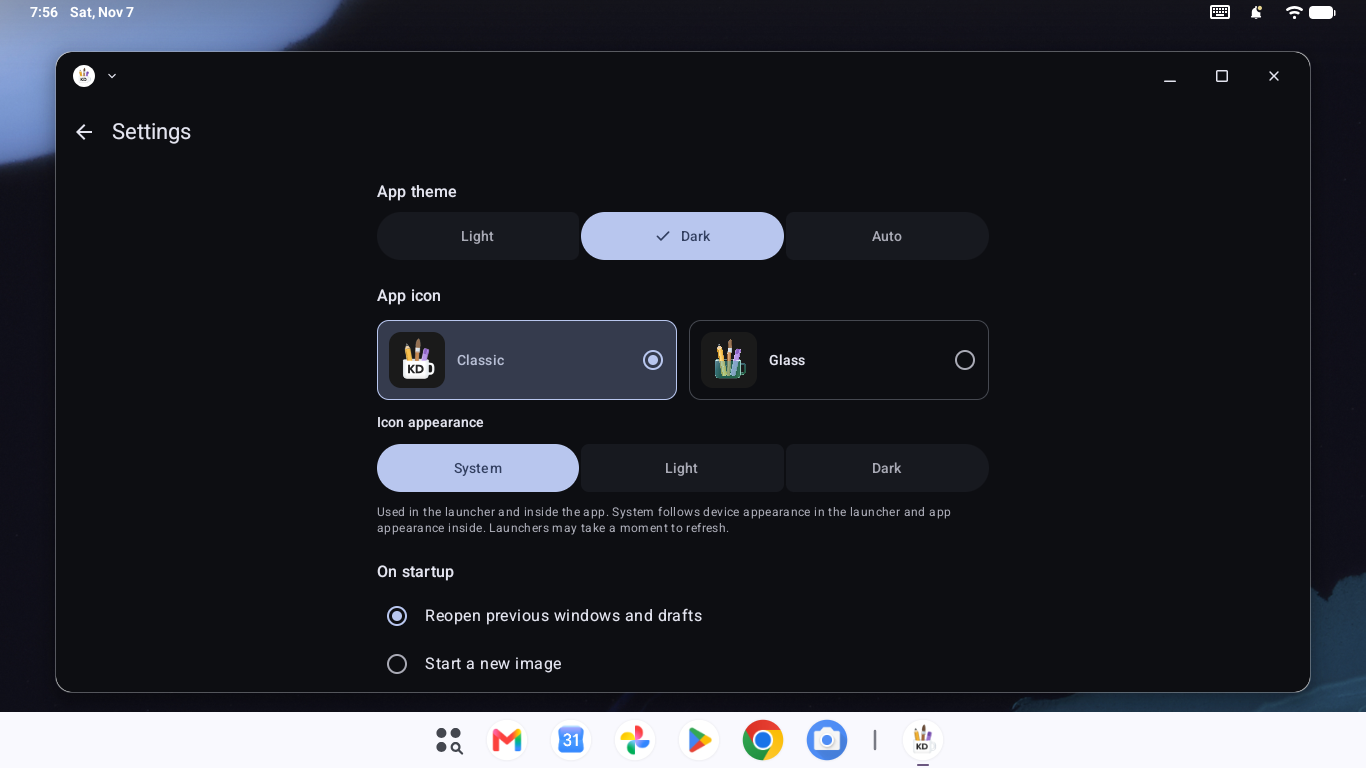 7:56 Sat, Nov 7
KD
Settings
App theme
Light Dark Auto
App icon
KD Classic Glass
Icon appearance
System Light Dark
Used in the launcher and inside the app. System follows device appearance in the launcher and app
appearance inside. Launchers may take a moment to refresh.
On startup
Reopen previous windows and drafts
Start a new image
31 KD